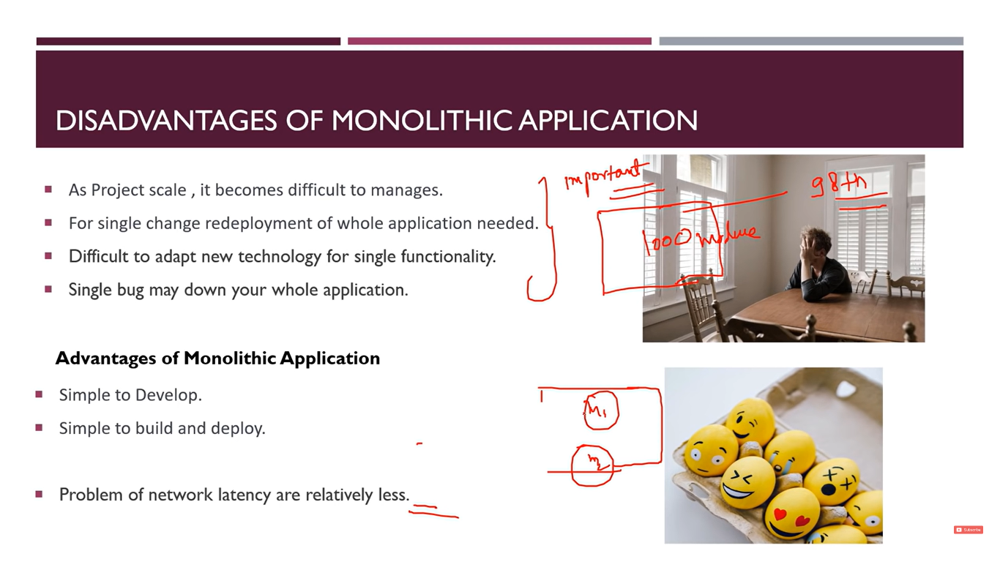 DISADVANTAGES OF MONOLITHIC APPLICATION
As Project scale , it becomes difficult to manages.
For single change redeployment of whole application needed.
Difficult to adapt new technology for single functionality.
Single bug may down your whole application.
important
98th
1000 module
Advantages of Monolithic Application
Simple to Develop.
Simple to build and deploy.
Problem of network latency are relatively less.
M1
m2
Subscribe